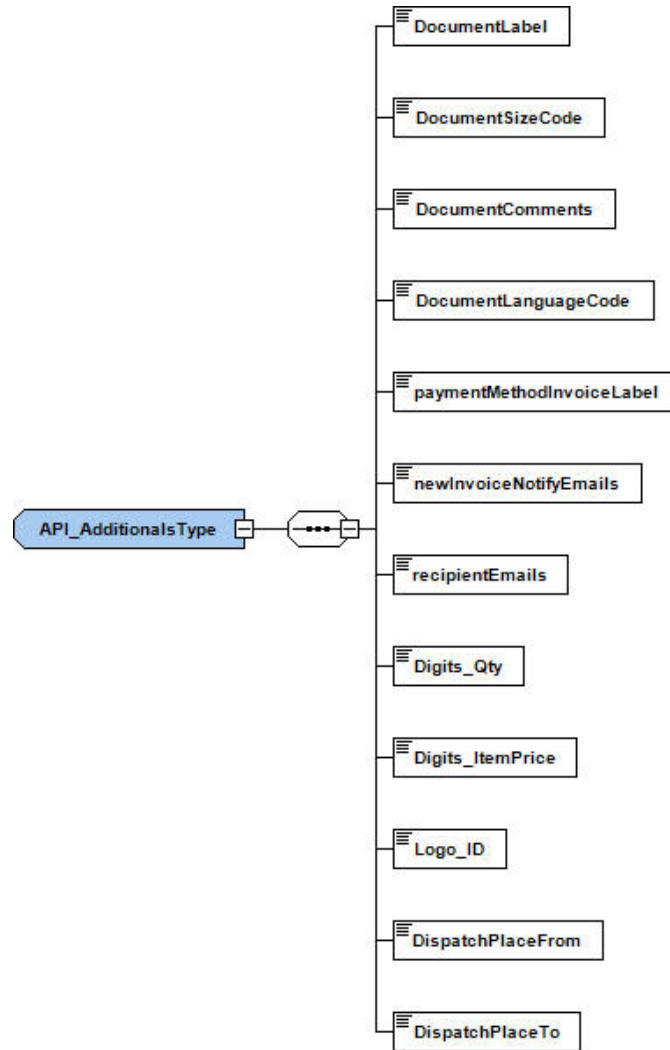 DocumentLabel
DocumentSizeCode
DocumentComments
DocumentLanguageCode
paymentMethodInvoiceLabel
newInvoiceNotifyEmails
API_AdditionalsType
recipientEmails
Digits_Qty
Digits_ItemPrice
Logo_ID
DispatchPlaceFrom
DispatchPlaceTo